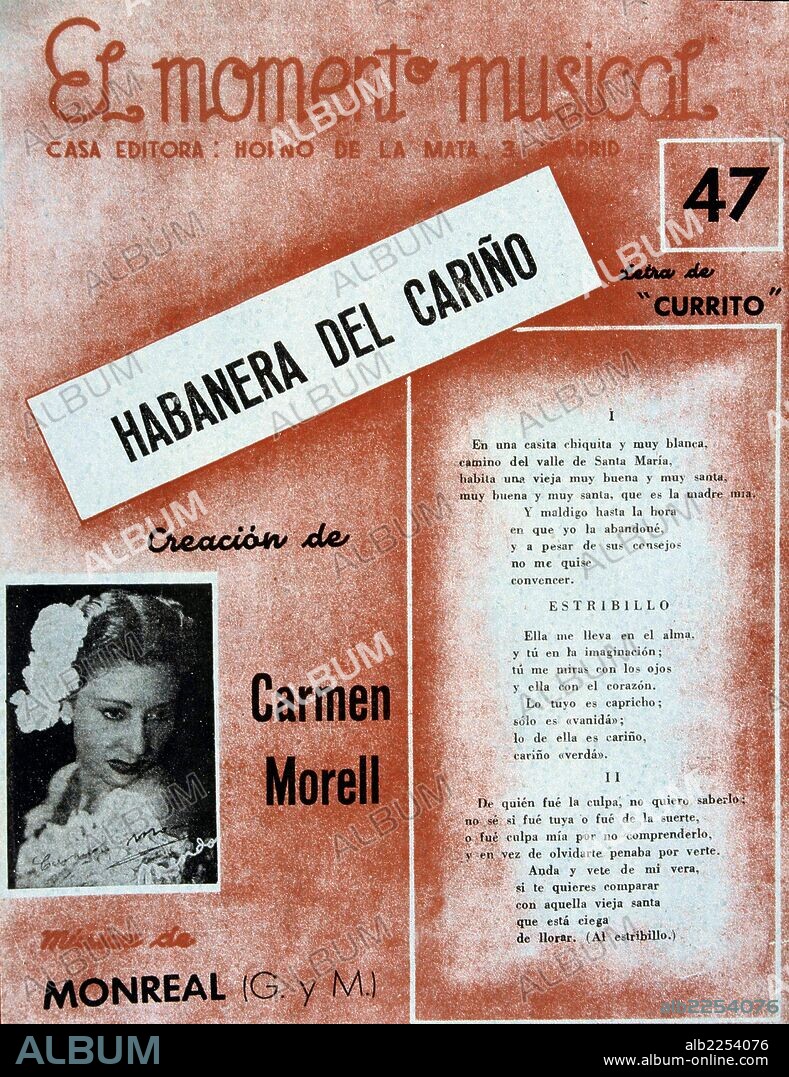 EL momento musical
CASA EDITORA: HORNO DE LA MATA, 3, MADRID
47
Letra de
"CURRITO"
HABANERA DEL CARIÑO
I
En una casita chiquita y muy blanca,
camino del valle de Santa María,
habita una vieja muy buena y muy santa,
muy buena y muy santa, que es la madre mía.
Y maldigo hasta la hora
en que yo la abandoné,
y a pesar de sus consejos
no me quise
convencer.
ESTRIBILLO
Ella me lleva en el alma,
y tú en la imaginación;
tú me miras con los ojos
y ella con el corazón.
Lo tuyo es capricho;
sólo es «vanidá»;
lo de ella es cariño,
cariño «verdá».
II
De quién fué la culpa, no quiero saberlo;
no sé si fué tuya o fué de la suerte,
o fué culpa mía por no comprenderlo,
y en vez de olvidarte penaba por verte.
Anda y vete de mi vera,
si te quieres comparar
con aquella vieja santa
que está ciega
de llorar. (Al estribillo.)
Creación de
Carmen
Morell
Música de
MONREAL (G. y M.)
alb2254076
ALBUM
alb2254076
www.album-online.com